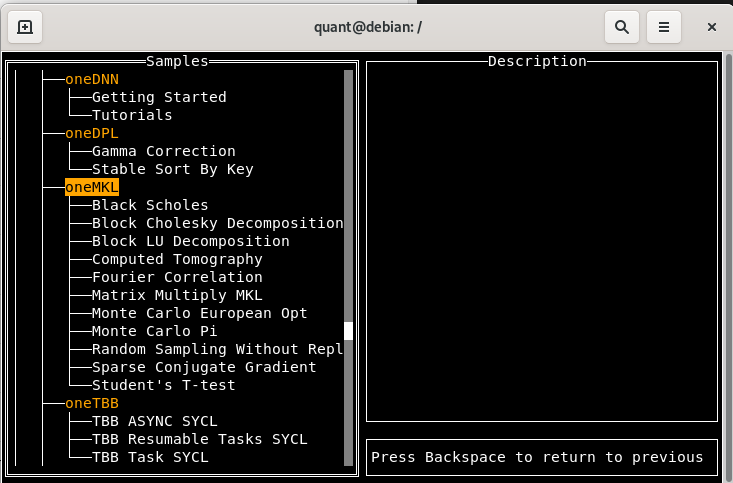 quant@debian: /
Samples
oneDNN
Getting Started
Tutorials
oneDPL
Gamma Correction
Stable Sort By Key
oneMKL
Black Scholes
Block Cholesky Decomposition
Block LU Decomposition
Computed Tomography
Fourier Correlation
Matrix Multiply MKL
Monte Carlo European Opt
Monte Carlo Pi
Random Sampling Without Repl
Sparse Conjugate Gradient
Student's T-test
oneTBB
TBB ASYNC SYCL
TBB Resumable Tasks SYCL
TBB Task SYCL
Description
Press Backspace to return to previous